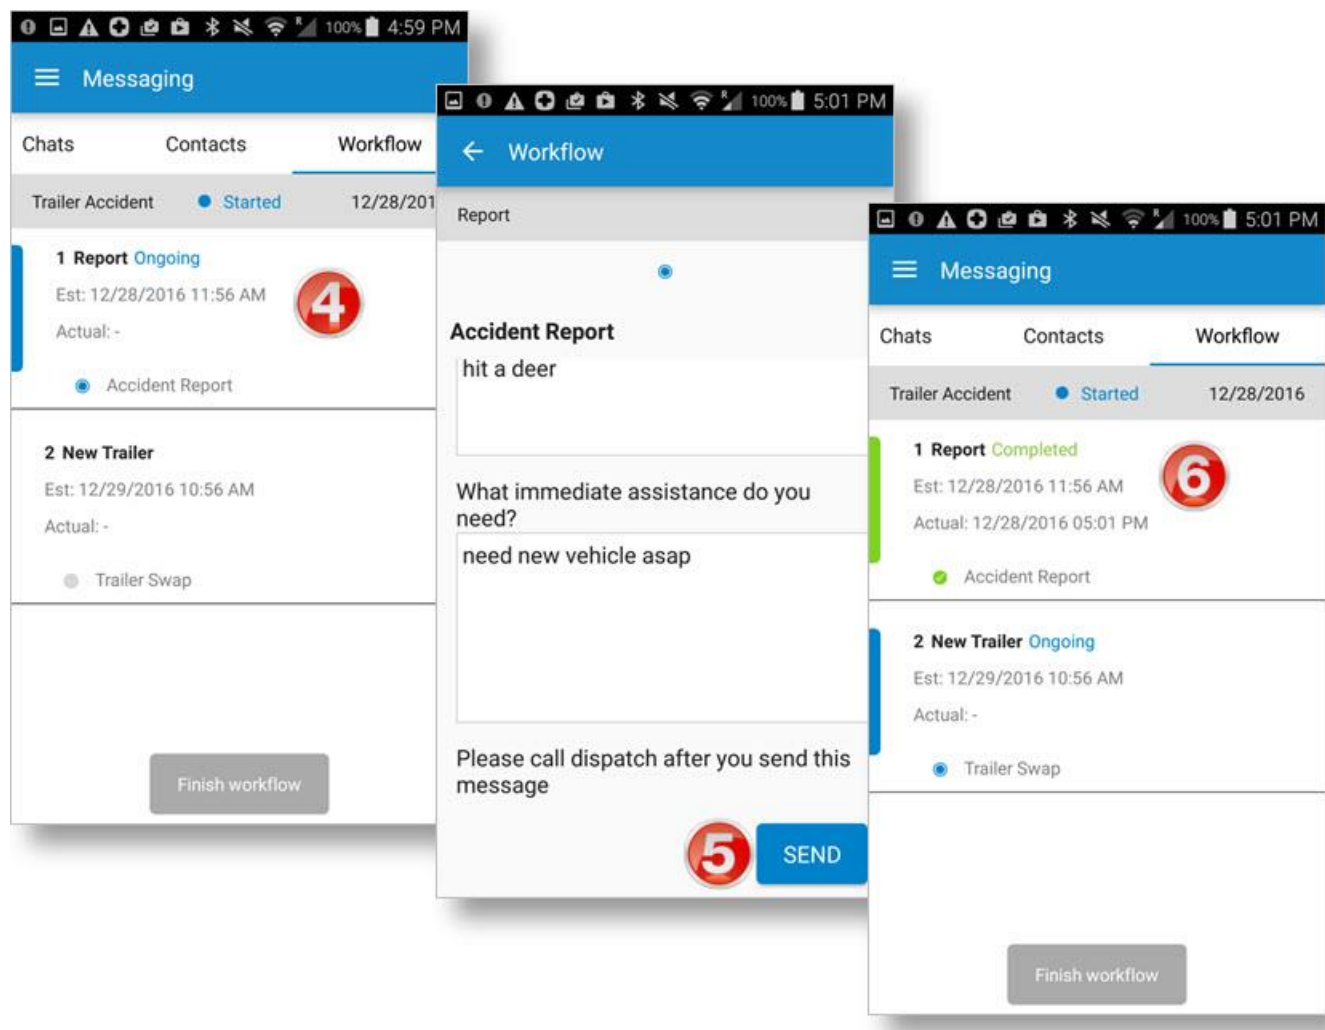 100% 4:59 PM
Messaging
Chats Contacts Workflow
Trailer Accident Started 12/28/201
1 Report Ongoing
Est: 12/28/2016 11:56 AM
Actual: -
4
Accident Report
2 New Trailer
Est: 12/29/2016 10:56 AM
Actual: -
Trailer Swap
Finish workflow
R 100% 5:01 PM
Workflow
Report
Accident Report
hit a deer
What immediate assistance do you
need?
need new vehicle asap
Please call dispatch after you send this
message
5
SEND
R 100% 5:01 PM
Messaging
Chats Contacts Workflow
Trailer Accident Started 12/28/2016
1 Report Completed
Est: 12/28/2016 11:56 AM
Actual: 12/28/2016 05:01 PM
6
Accident Report
2 New Trailer Ongoing
Est: 12/29/2016 10:56 AM
Actual: -
Trailer Swap
Finish workflow